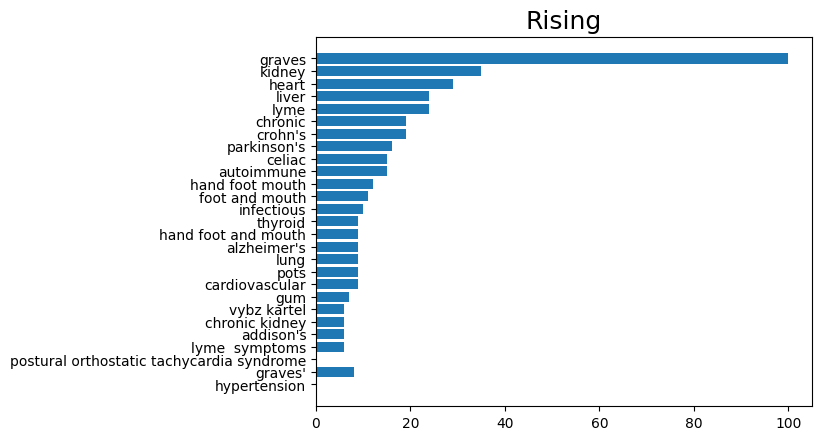 Rising
graves
kidney
heart
liver
lyme
chronic
crohn's
parkinson's
celiac
autoimmune
hand foot mouth
foot and mouth
infectious
thyroid
hand foot and mouth
alzheimer's
lung
pots
cardiovascular
gum
vybz kartel
chronic kidney
addison's
lyme  symptoms
postural orthostatic tachycardia syndrome
graves'
hypertension
0 20 40 60 80 100